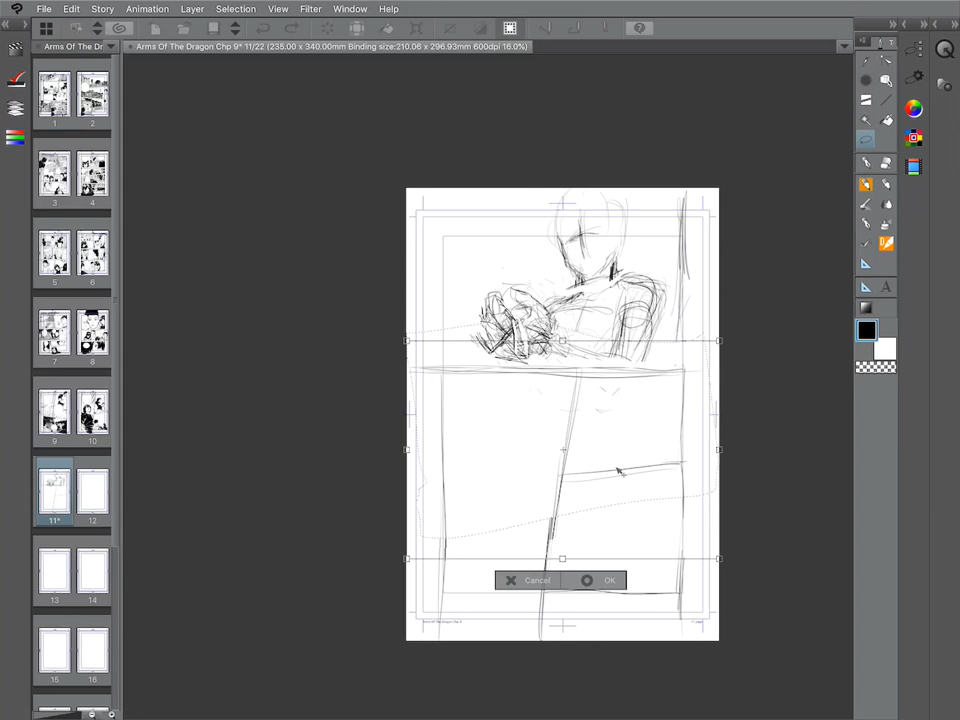 File Edit Story Animation Layer Selection View Filter Window Help
Arms Of The Dr
Arms Of The Dragon Chp 9* 11/22 (235.00 x 340.00mm Binding size:210.06 x 296.93mm 600dpi 16.0%)
1 2
3 4
5 6
7 8
9 10
11* 12
13 14
15 16
Cancel OK
T
A